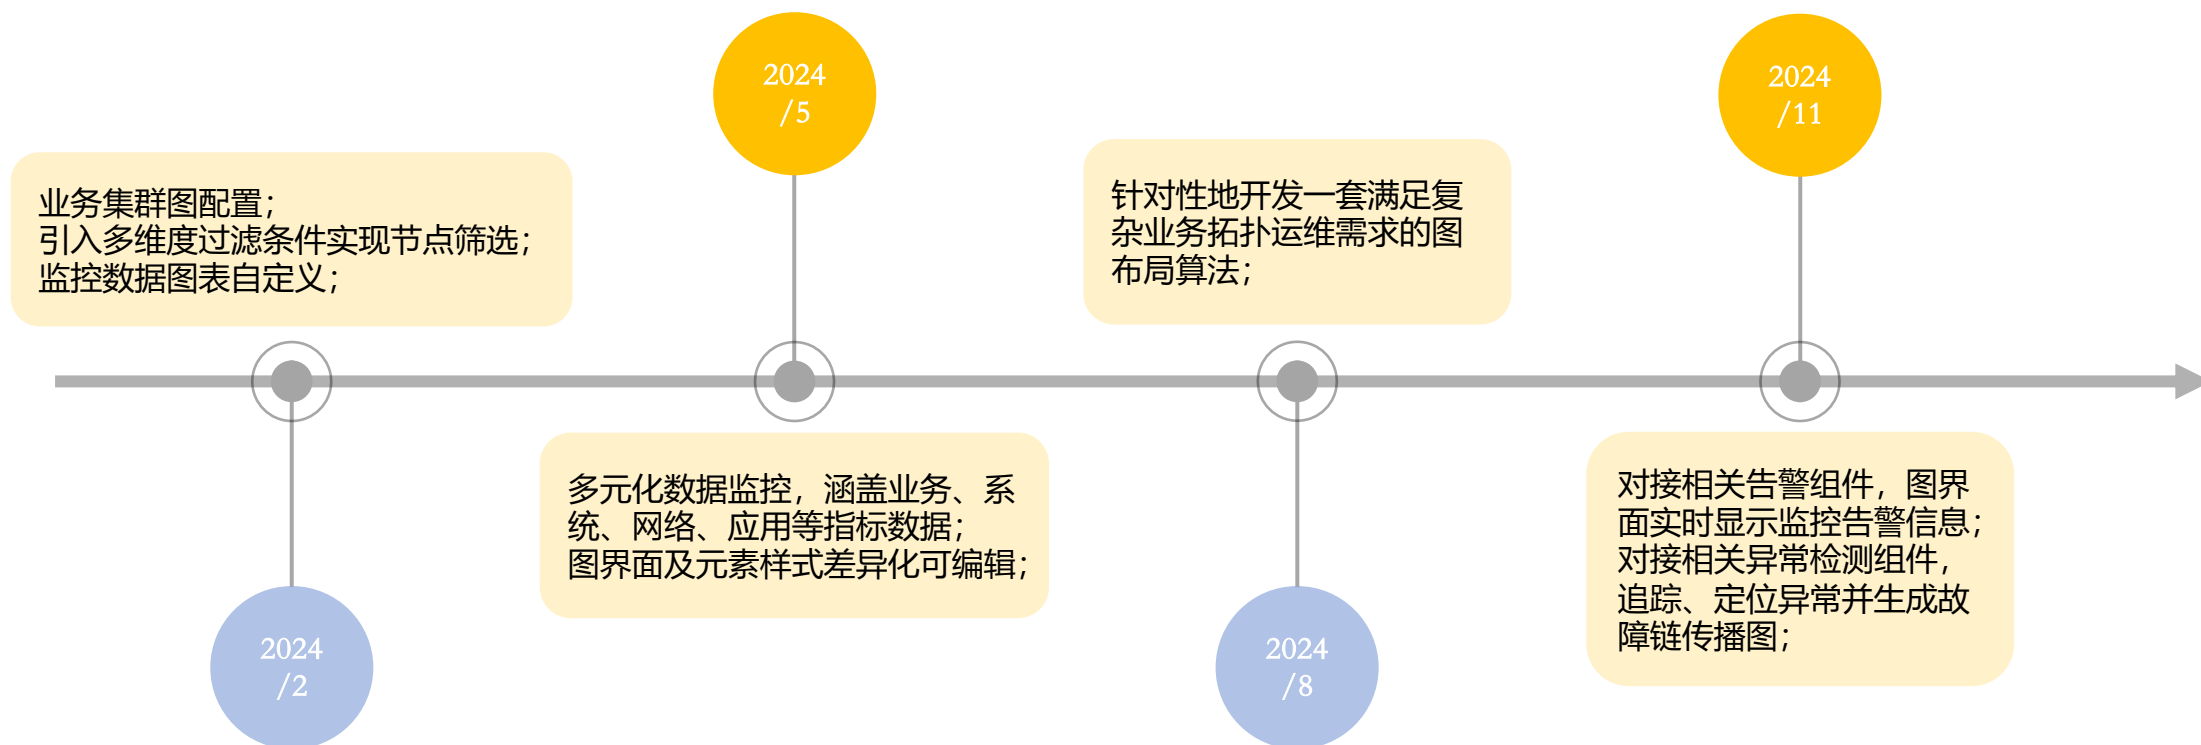 2024
/5
2024
/11
业务集群图配置；
引入多维度过滤条件实现节点筛选；
监控数据图表自定义；
针对性地开发一套满足复
杂业务拓扑运维需求的图
布局算法；
多元化数据监控，涵盖业务、系
统、网络、应用等指标数据；
图界面及元素样式差异化可编辑；
对接相关告警组件，图界
面实时显示监控告警信息；
对接相关异常检测组件，
追踪、定位异常并生成故
障链传播图；
2024
/2
2024
/8